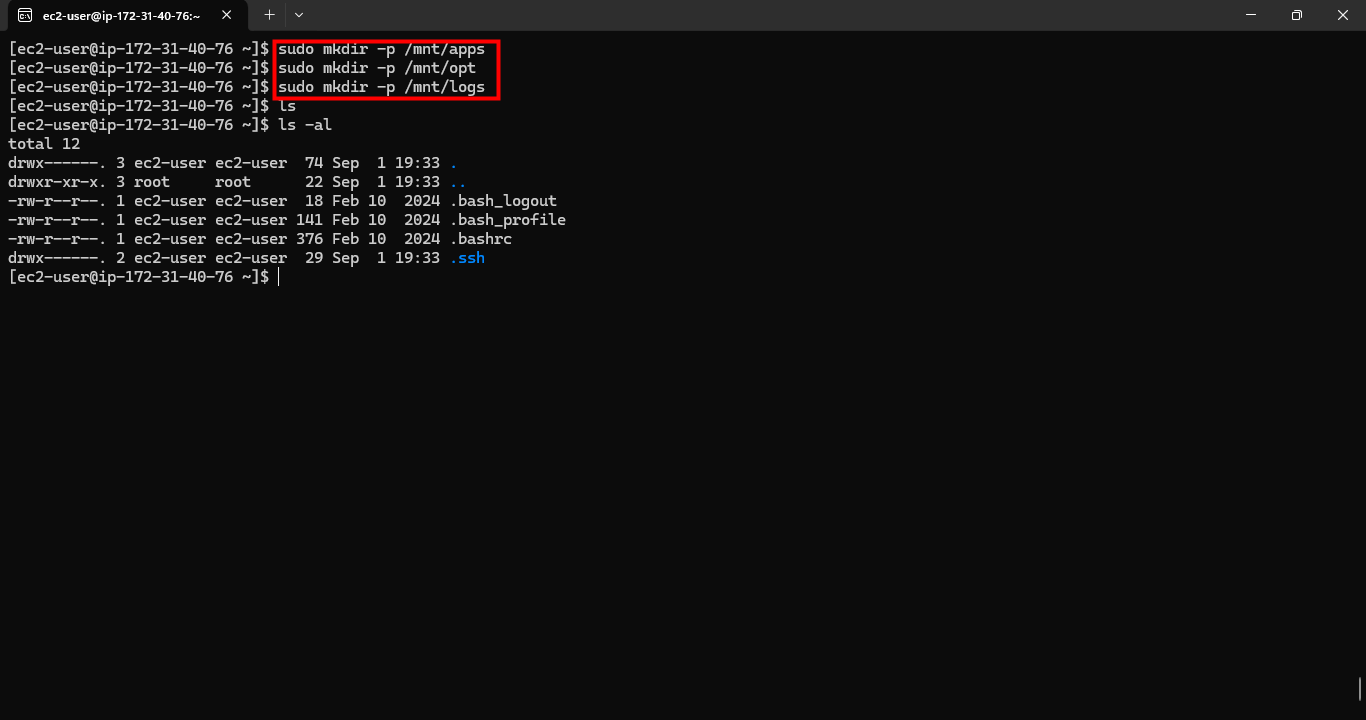 ec2-user@ip-172-31-40-76:~
[ec2-user@ip-172-31-40-76 ~]$ sudo mkdir -p /mnt/apps
[ec2-user@ip-172-31-40-76 ~]$ sudo mkdir -p /mnt/opt
[ec2-user@ip-172-31-40-76 ~]$ sudo mkdir -p /mnt/logs
[ec2-user@ip-172-31-40-76 ~]$ ls
[ec2-user@ip-172-31-40-76 ~]$ ls -al
total 12
drwx------. 3 ec2-user ec2-user  74 Sep  1 19:33 .
drwxr-xr-x. 3 root     root      22 Sep  1 19:33 ..
-rw-r--r--. 1 ec2-user ec2-user  18 Feb 10  2024 .bash_logout
-rw-r--r--. 1 ec2-user ec2-user 141 Feb 10  2024 .bash_profile
-rw-r--r--. 1 ec2-user ec2-user 376 Feb 10  2024 .bashrc
drwx------. 2 ec2-user ec2-user  29 Sep  1 19:33 .ssh
[ec2-user@ip-172-31-40-76 ~]$